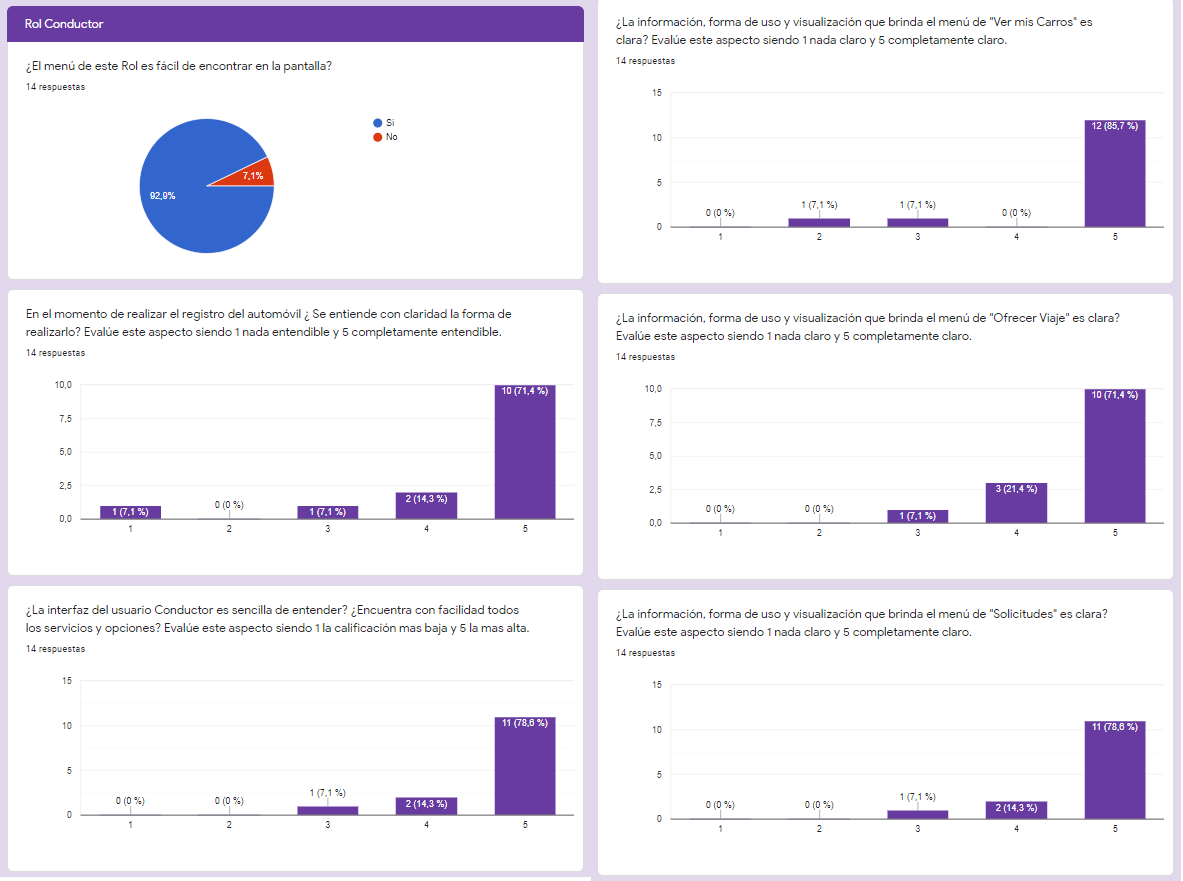 Rol Conductor
¿El menú de este Rol es fácil de encontrar en la pantalla?
14 respuestas
Si
No
7,1%
92,9%
En el momento de realizar el registro del automóvil ¿ Se entiende con claridad la forma de
realizarlo? Evalúe este aspecto siendo 1 nada entendible y 5 completamente entendible.
14 respuestas
10,0
7,5
5,0
2,5
0,0
1 (7,1 %)
0 (0 %)
1 (7,1 %)
2 (14,3 %)
10 (71,4 %)
1 2 3 4 5
¿La interfaz del usuario Conductor es sencilla de entender? ¿Encuentra con facilidad todos
los servicios y opciones? Evalúe este aspecto siendo 1 la calificación mas baja y 5 la mas alta.
14 respuestas
15
10
5
0
0 (0 %)
0 (0 %)
1 (7,1 %)
2 (14,3 %)
11 (78,6 %)
1 2 3 4 5
¿La información, forma de uso y visualización que brinda el menú de "Ver mis Carros" es
clara? Evalúe este aspecto siendo 1 nada claro y 5 completamente claro.
14 respuestas
15
10
5
0
0 (0 %)
1 (7,1 %)
1 (7,1 %)
0 (0 %)
12 (85,7 %)
1 2 3 4 5
¿La información, forma de uso y visualización que brinda el menú de "Ofrecer Viaje" es clara?
Evalúe este aspecto siendo 1 nada claro y 5 completamente claro.
14 respuestas
10,0
7,5
5,0
2,5
0,0
0 (0 %)
0 (0 %)
1 (7,1 %)
3 (21,4 %)
10 (71,4 %)
1 2 3 4 5
¿La información, forma de uso y visualización que brinda el menú de "Solicitudes" es clara?
Evalúe este aspecto siendo 1 nada claro y 5 completamente claro.
14 respuestas
15
10
5
0
0 (0 %)
0 (0 %)
1 (7,1 %)
2 (14,3 %)
11 (78,6 %)
1 2 3 4 5